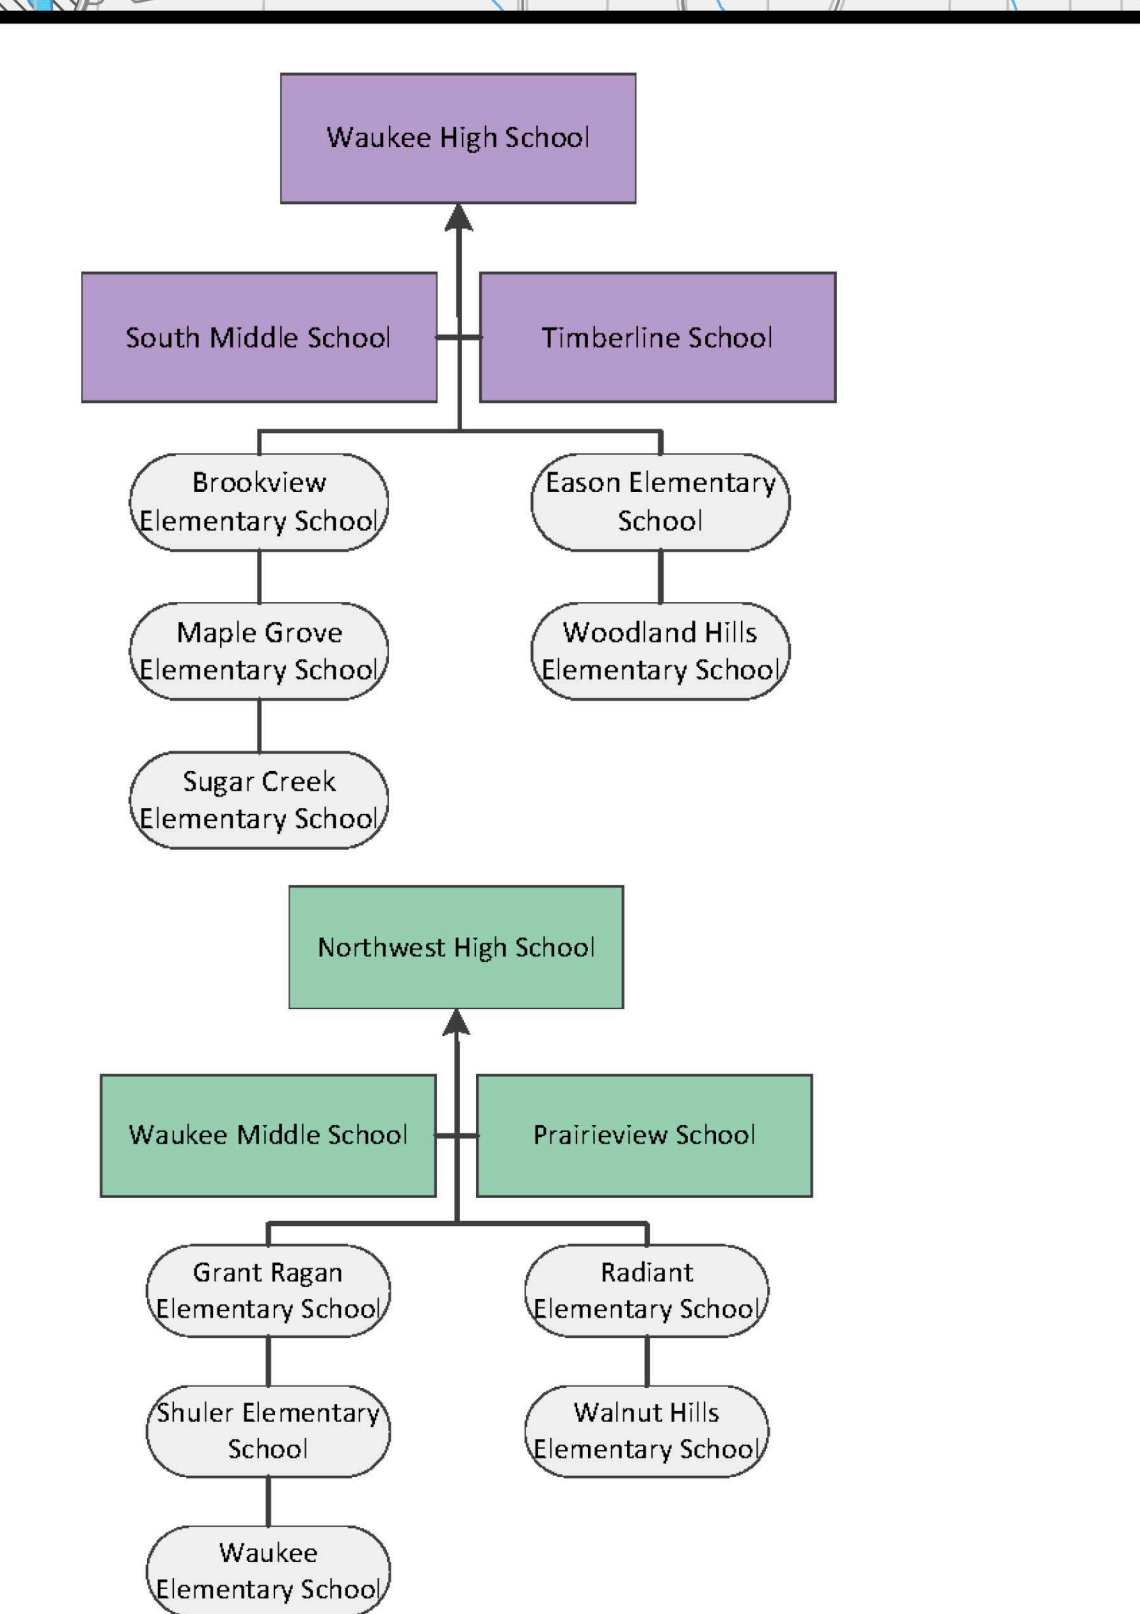 Waukee High School
South Middle School
Timberline School
Brookview
Elementary School
Eason Elementary
School
Maple Grove
Elementary School
Woodland Hills
Elementary School
Sugar Creek
Elementary School
Northwest High School
Waukee Middle School
Prairieview School
Grant Ragan
Elementary School
Radiant
Elementary School
Shuler Elementary
School
Walnut Hills
Elementary School
Waukee
Elementary School